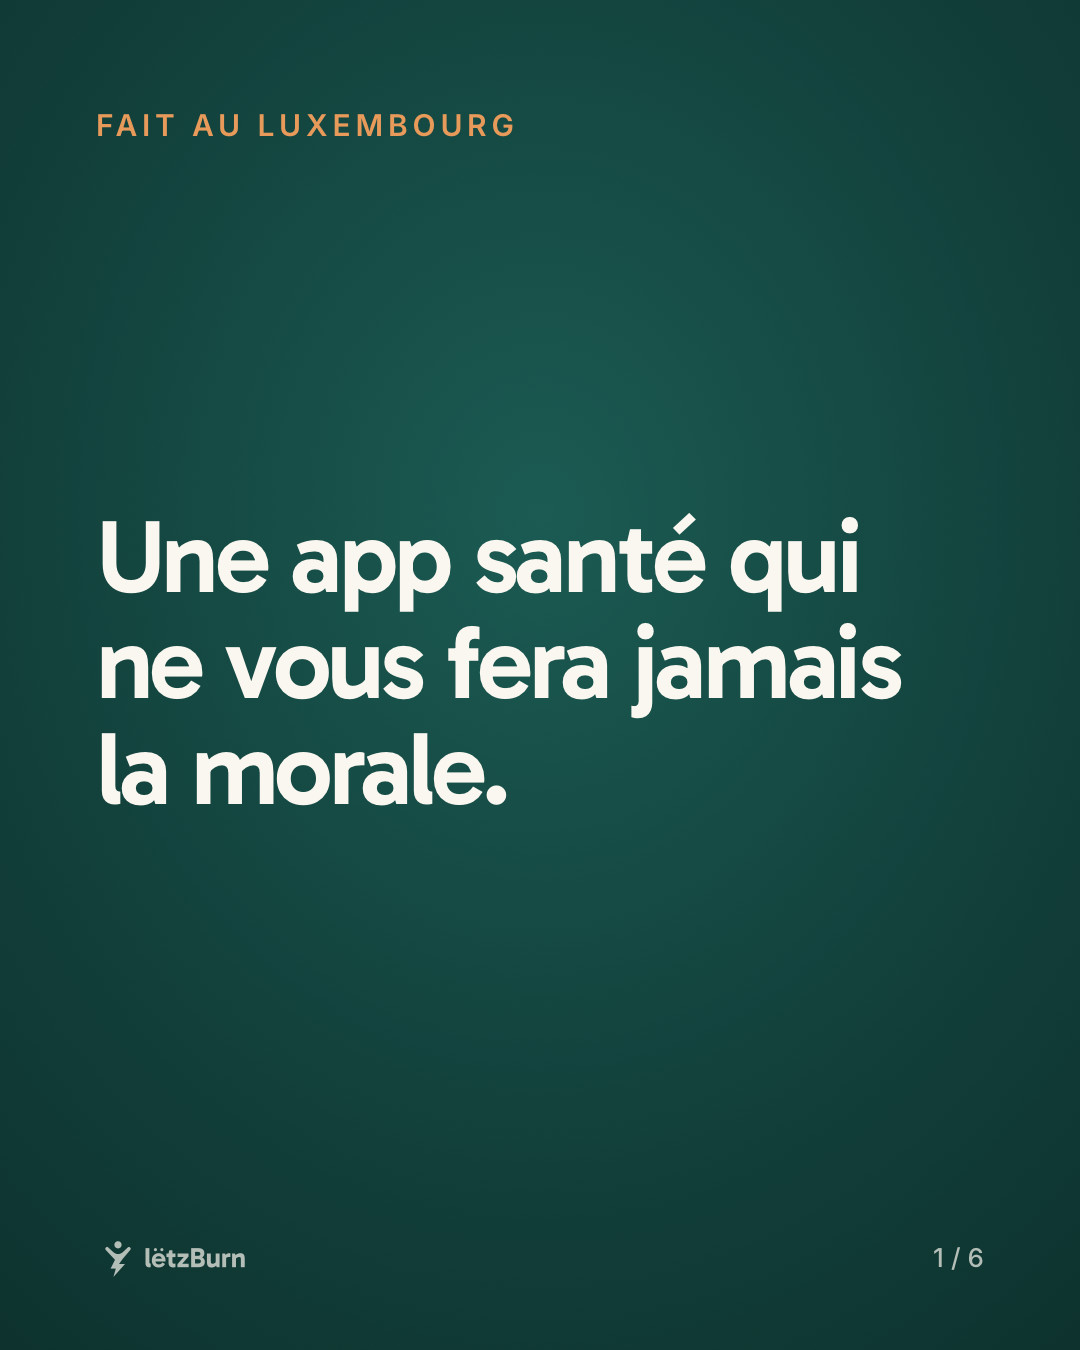 FAIT AU LUXEMBOURG
Une app santé qui
ne vous fera jamais
la morale.
lëtzBurn
1 / 6